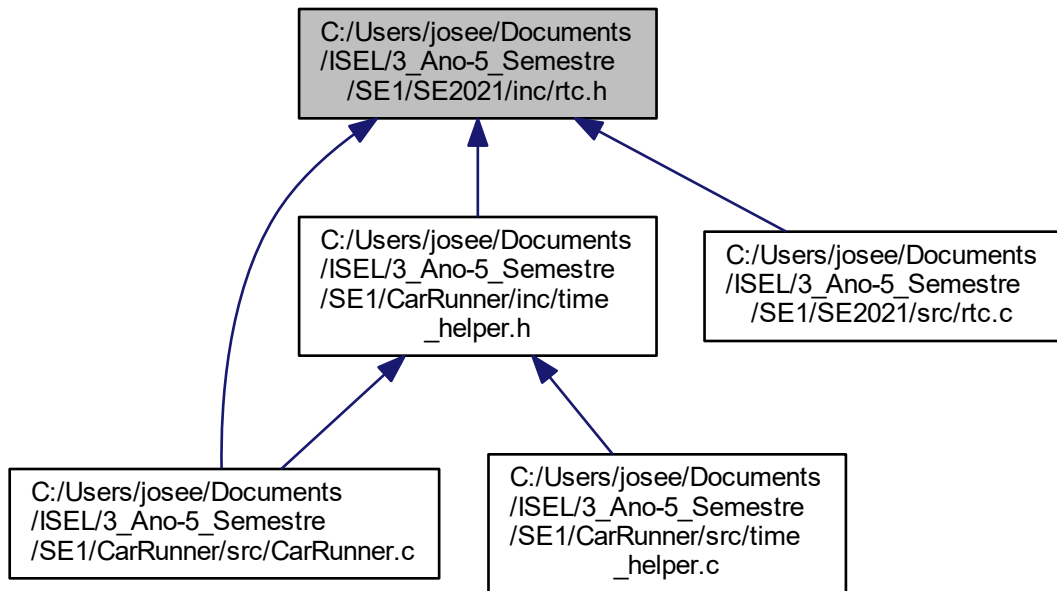 C:/Users/josee/Documents
/ISEL/3_Ano-5_Semestre
/SE1/SE2021/inc/rtc.h
C:/Users/josee/Documents
/ISEL/3_Ano-5_Semestre
/SE1/CarRunner/inc/time
_helper.h
C:/Users/josee/Documents
/ISEL/3_Ano-5_Semestre
/SE1/SE2021/src/rtc.c
C:/Users/josee/Documents
/ISEL/3_Ano-5_Semestre
/SE1/CarRunner/src/CarRunner.c
C:/Users/josee/Documents
/ISEL/3_Ano-5_Semestre
/SE1/CarRunner/src/time
_helper.c